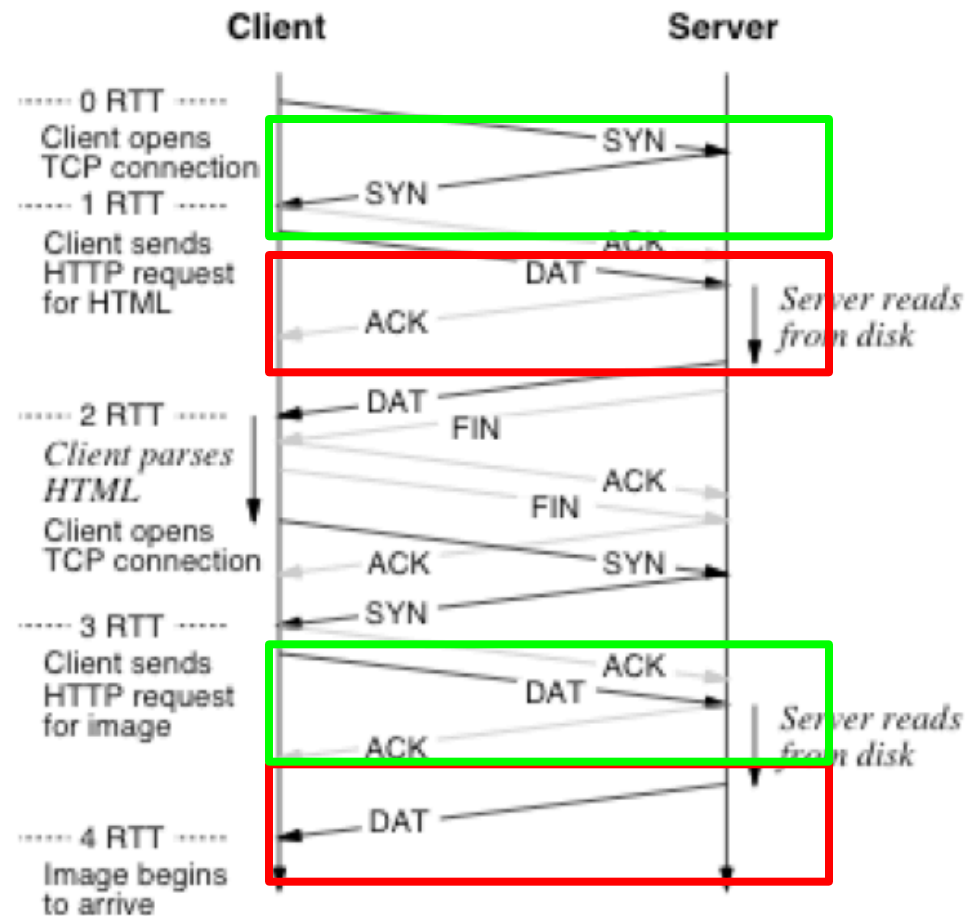 Client Server
0 RTT
Client opens
TCP connection
SYN
SYN
1 RTT
Client sends
HTTP request
for HTML
ACK
DAT
Server reads
from disk
ACK
DAT
2 RTT
FIN
Client parses
HTML
ACK
FIN
Client opens
TCP connection
ACK
SYN
SYN
3 RTT
Client sends
HTTP request
for image
ACK
DAT
Server reads
from disk
ACK
DAT
4 RTT
Image begins
to arrive